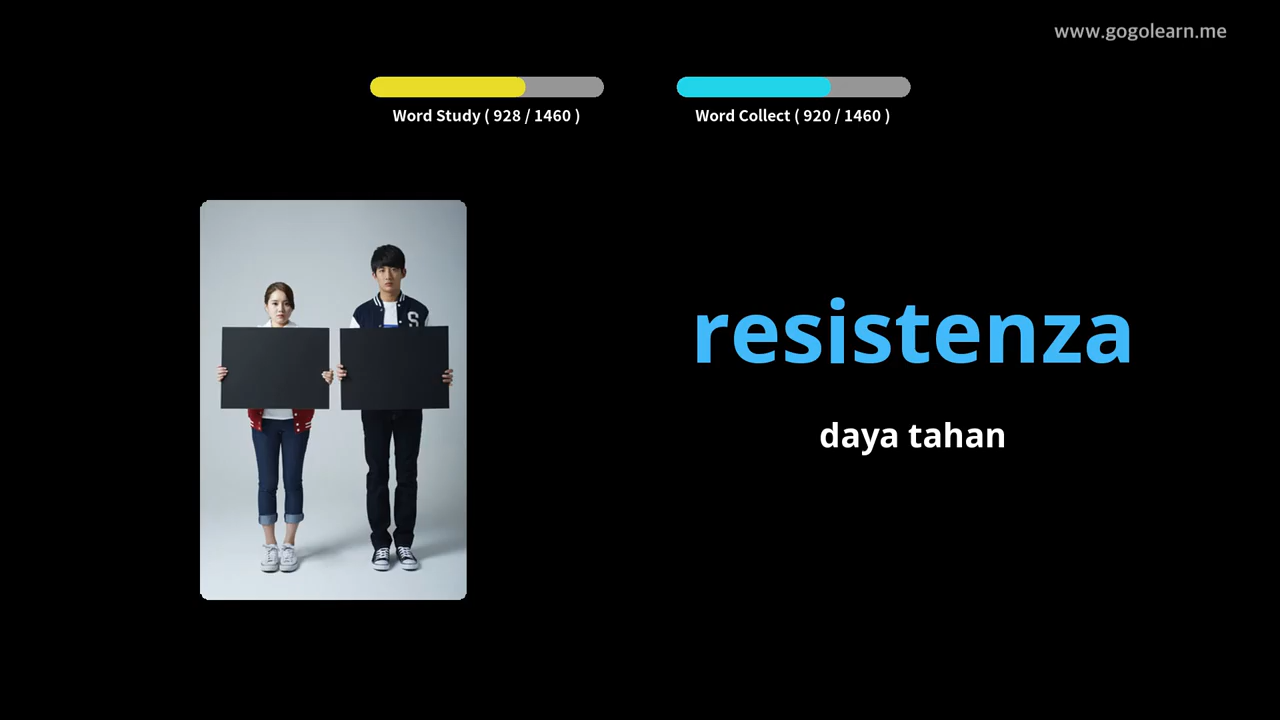 www.gogolearn.me
Word Study ( 928 / 1460 )
Word Collect ( 920 / 1460 )
S
resistenza
daya tahan